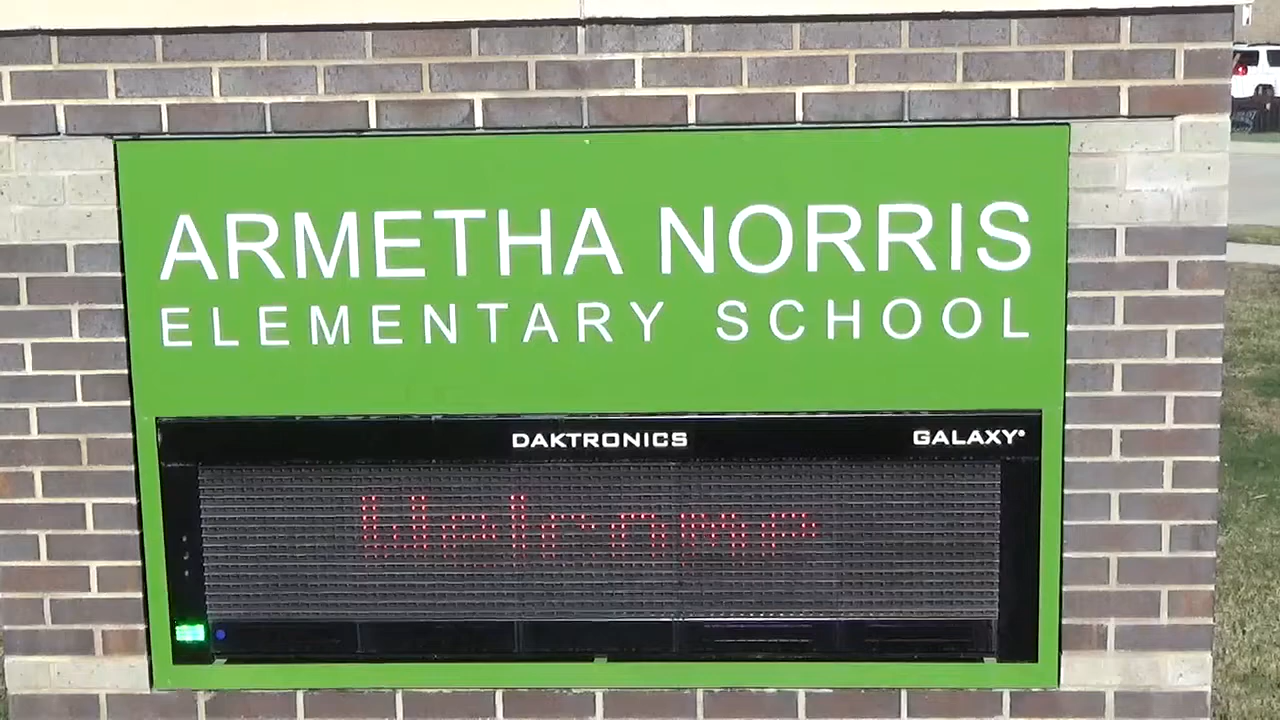 ARMETHA NORRIS
ELEMENTARY SCHOOL
DAKTRONICS GALAXY®
Welcome